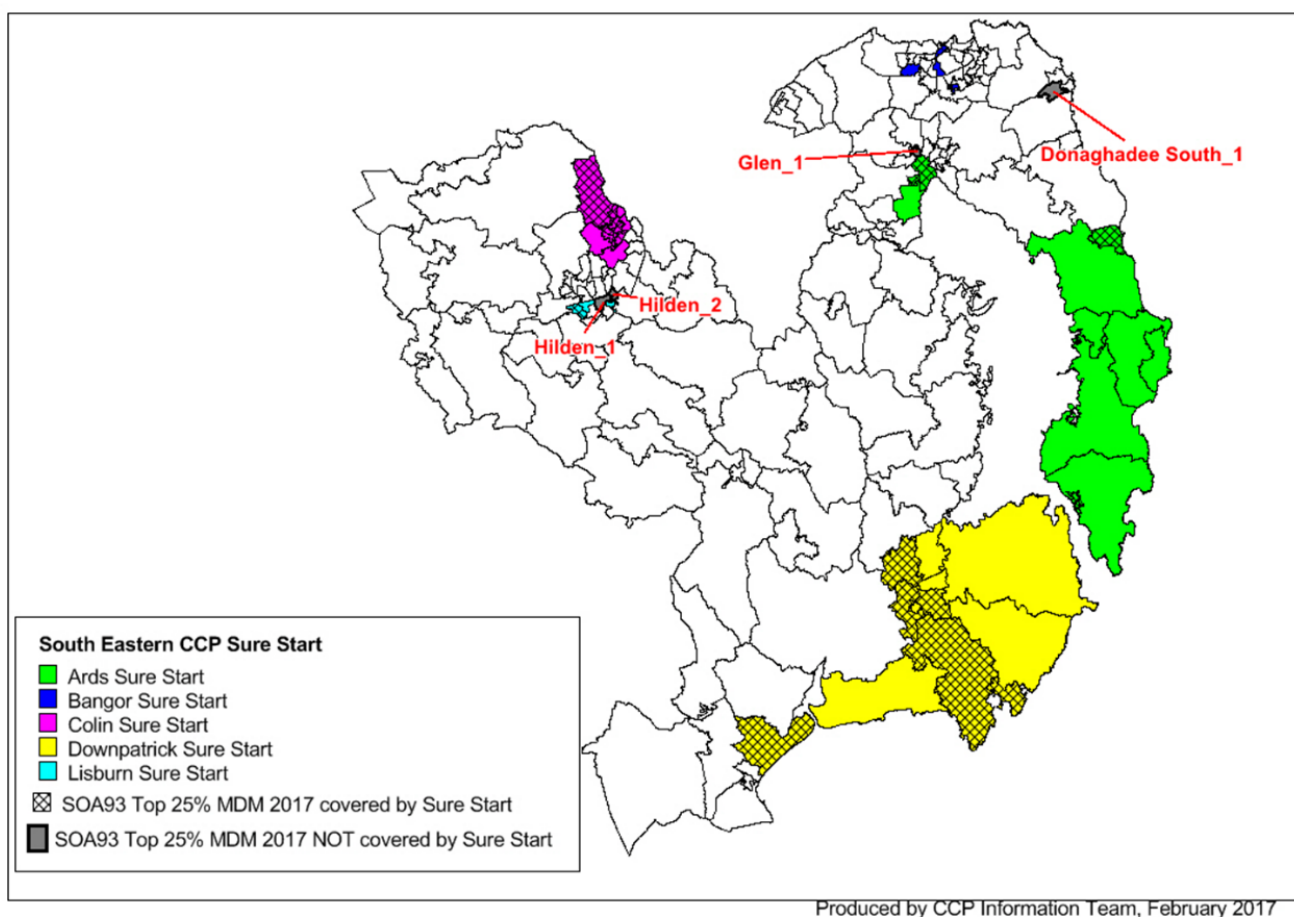 Glen_1
Donaghadee South_1
Hilden_2
Hilden_1
South Eastern CCP Sure Start
Ards Sure Start
Bangor Sure Start
Colin Sure Start
Downpatrick Sure Start
Lisburn Sure Start
SOA93 Top 25% MDM 2017 covered by Sure Start
SOA93 Top 25% MDM 2017 NOT covered by Sure Start
Produced by CCP Information Team, February 2017